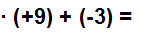 · (+9) + (-3) =